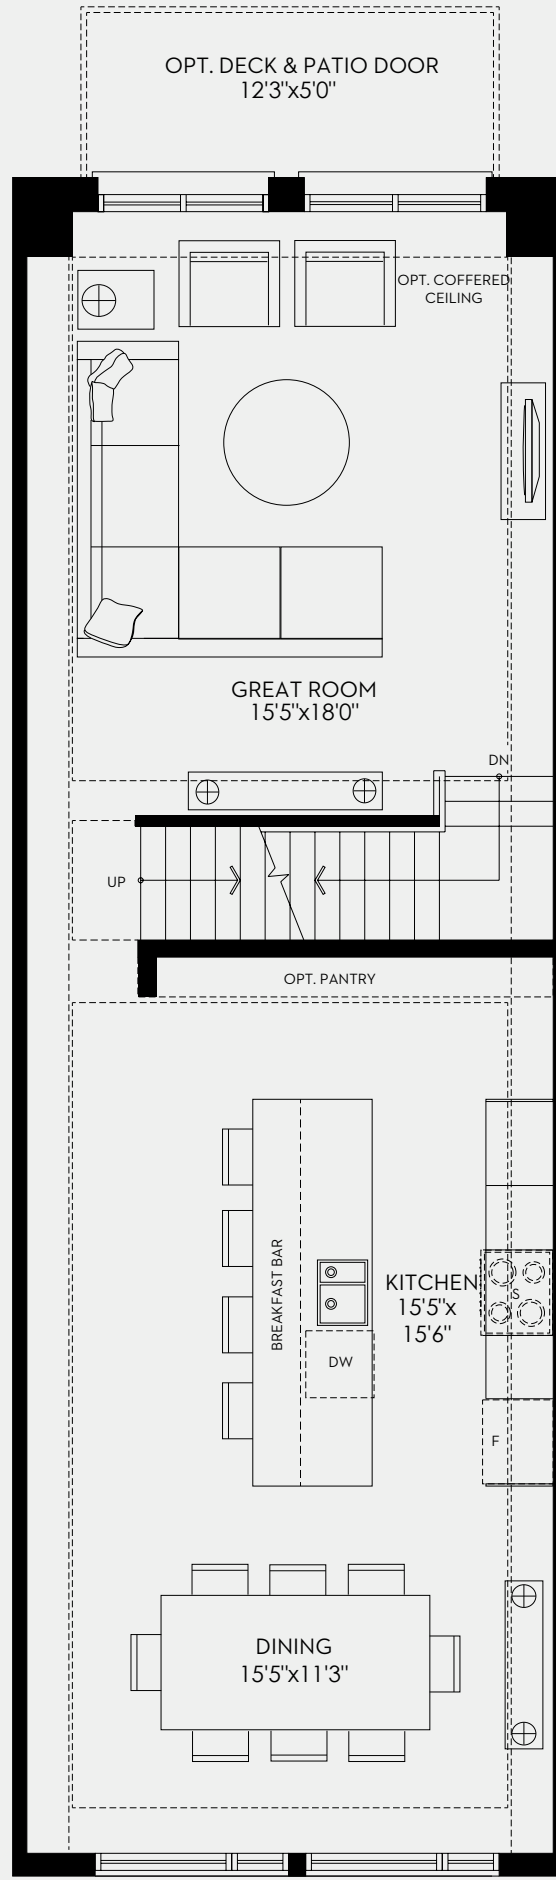 OPT. DECK & PATIO DOOR
12'3"x5'0"
OPT. COFFERED
CEILING
GREAT ROOM
15'5"x18'0"
DN
UP
OPT. PANTRY
BREAKFAST BAR
KITCHEN
15'5"x
15'6"
S
DW
F
DINING
15'5"x11'3"